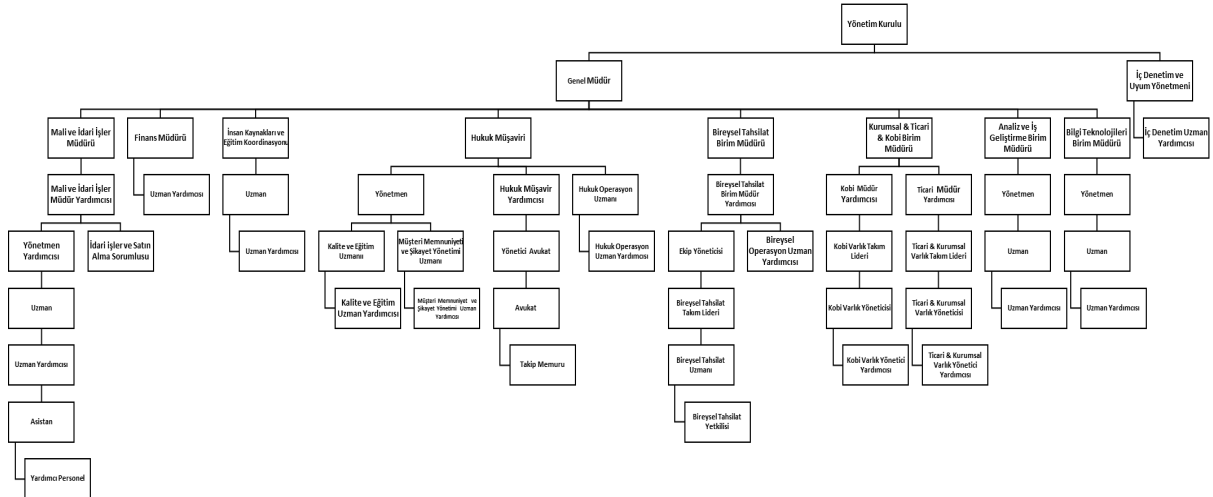 Yönetim Kurulu
Genel Müdür
İç Denetim ve
Uyum Yönetmeni
Mali ve İdari İşler
Müdürü
Finans Müdürü
İnsan Kaynakları ve
Eğitim Koordinasyonu
Hukuk Müşaviri
Bireysel Tahsilat
Birim Müdürü
Kurumsal & Ticari
& Kobi Birim
Müdürü
Analiz ve İş
Geliştirme Birim
Müdürü
Bilgi Teknolojileri
Birim Müdürü
İç Denetim Uzman
Yardımcısı
Mali ve İdari İşler
Müdür Yardımcısı
Uzman Yardımcısı
Uzman
Yönetmen
Hukuk Müşavir
Yardımcısı
Hukuk Operasyon
Uzmanı
Bireysel Tahsilat
Birim Müdür
Yardımcısı
Kobi Müdür
Yardımcısı
Ticari Müdür
Yardımcısı
Yönetmen
Yönetmen
Yönetmen
Yardımcısı
İdari işler ve Satın
Alma Sorumlusu
Uzman Yardımcısı
Kalite ve Eğitim
Uzmanı
Müşteri Memnuniyeti
ve Şikayet Yönetimi
Uzmanı
Yönetici Avukat
Hukuk Operasyon
Uzman Yardımcısı
Ekip Yöneticisi
Bireysel
Operasyon Uzman
Yardımcısı
Kobi Varlık Takım
Lideri
Ticari & Kurumsal
Varlık Takım Lideri
Uzman
Uzman
Uzman
Kalite ve Eğitim
Uzman Yardımcısı
Müşteri Memnuniyet ve
Şikayet Yönetimi Uzman
Yardımcısı
Avukat
Bireysel Tahsilat
Takım Lideri
Kobi Varlık Yöneticisi
Ticari & Kurumsal
Varlık Yöneticisi
Uzman Yardımcısı
Uzman Yardımcısı
Uzman Yardımcısı
Takip Memuru
Bireysel Tahsilat
Uzmanı
Kobi Varlık Yönetici
Yardımcısı
Ticari & Kurumsal
Varlık Yönetici
Yardımcısı
Asistan
Bireysel Tahsilat
Yetkilisi
Yardımcı Personel